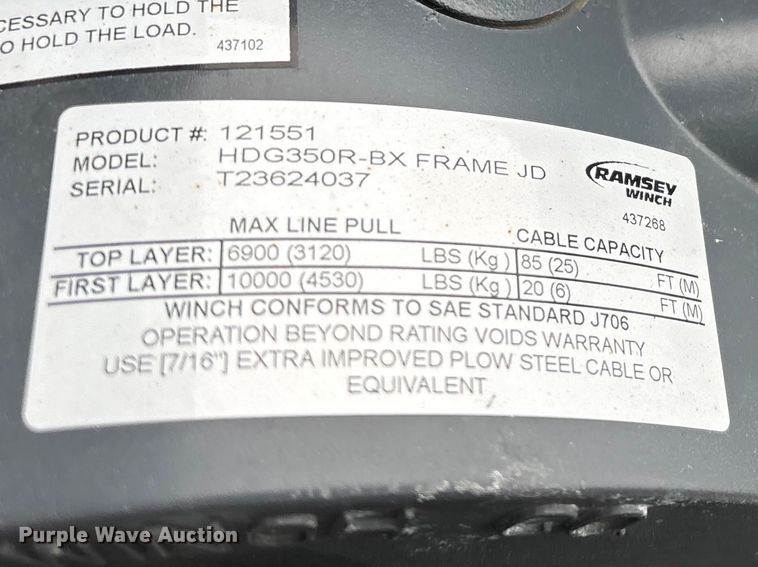 CESSARY TO HOLD THE
O HOLD THE LOAD.
437102
PRODUCT #: 121551
MODEL: HDG350R-BX FRAME JD
SERIAL: T23624037
RAMSEY
WINCH
437268
MAX LINE PULL CABLE CAPACITY
TOP LAYER: 6900 (3120) LBS (Kg) 85 (25) FT (M)
FIRST LAYER: 10000 (4530) LBS (Kg) 20 (6) FT (M)
WINCH CONFORMS TO SAE STANDARD J706
OPERATION BEYOND RATING VOIDS WARRANTY
USE [7/16"] EXTRA IMPROVED PLOW STEEL CABLE OR
EQUIVALENT
Purple Wave Auction